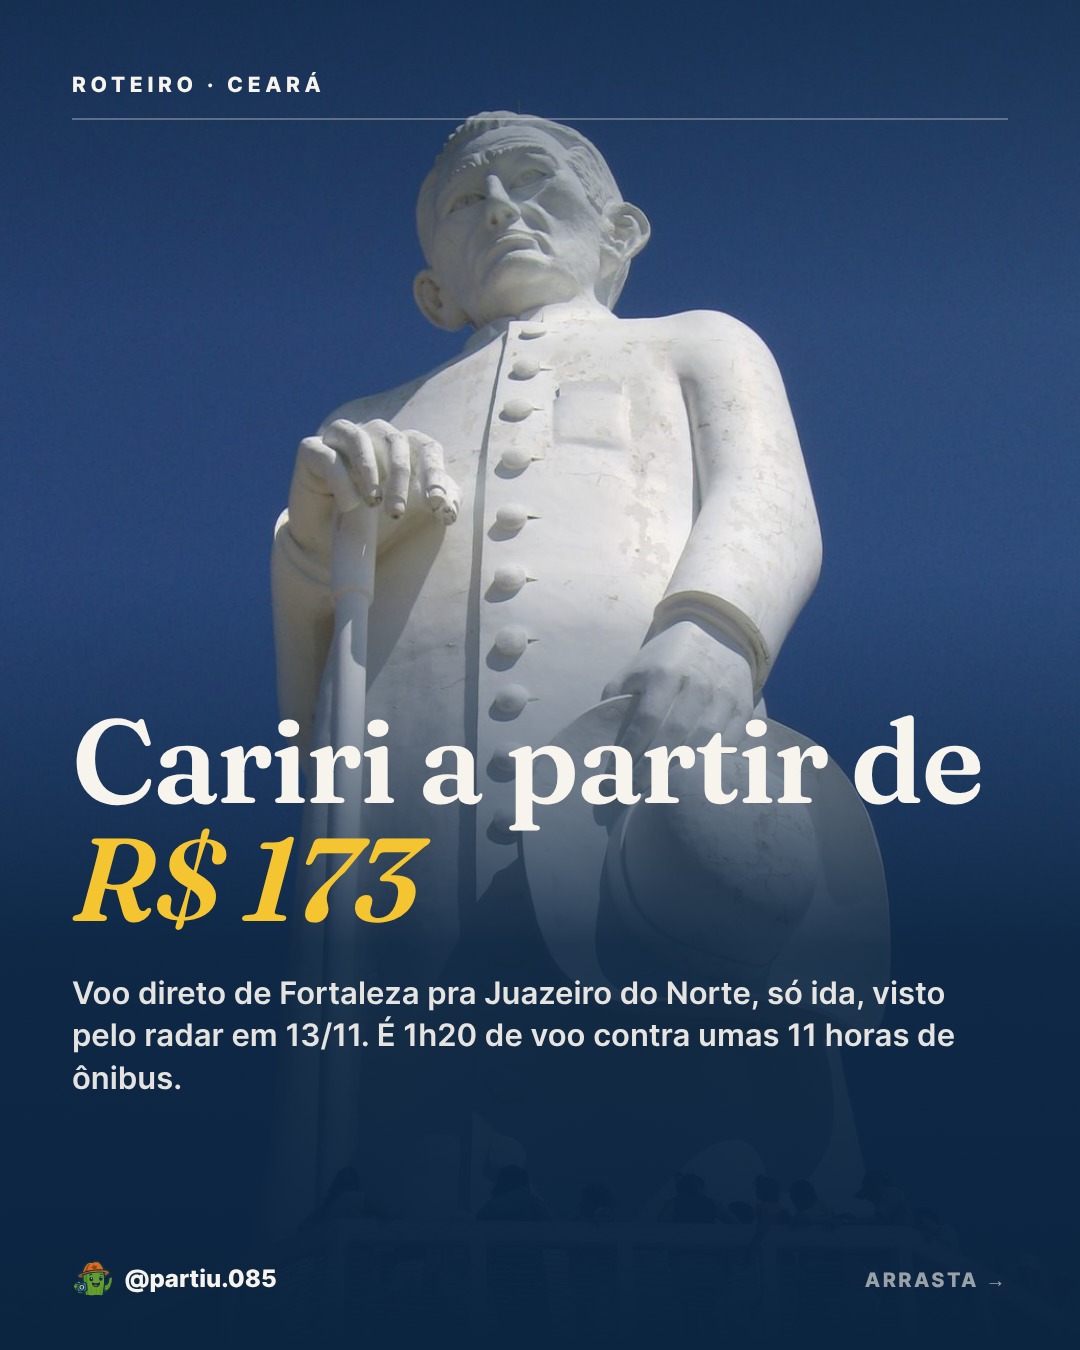 ROTEIRO · CEARÁ
Cariri a partir de
R$ 173
Voo direto de Fortaleza pra Juazeiro do Norte, só ida, visto
pelo radar em 13/11. É 1h20 de voo contra umas 11 horas de
ônibus.
@partiu.085
ARRASTA →